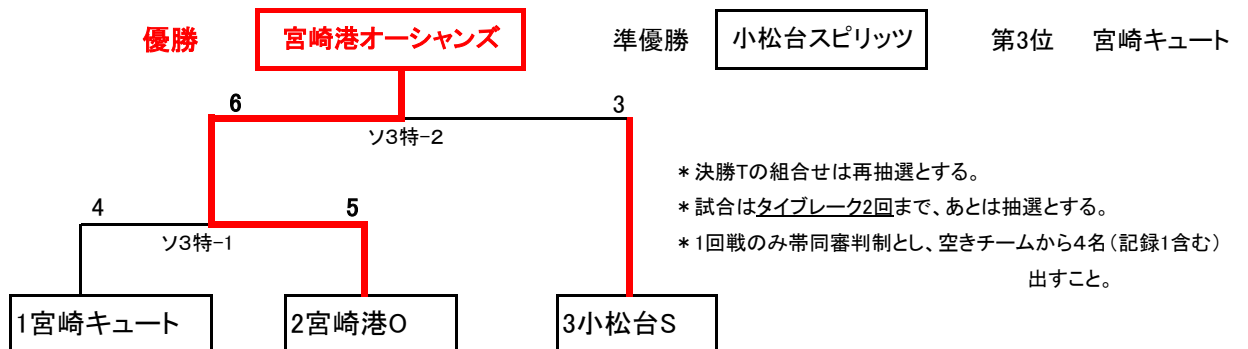 優勝 宮崎港オーシャンズ 準優勝 小松台スピリッツ 第3位 宮崎キュート
6 3
ソ3特-2
*決勝Tの組合せは再抽選とする。
*試合はタイブレーク2回まで、あとは抽選とする。
4 5
ソ3特-1
*1回戦のみ帯同審判制とし、空きチームから4名(記録1含む)
出すこと。
1宮崎キュート 2宮崎港O 3小松台S